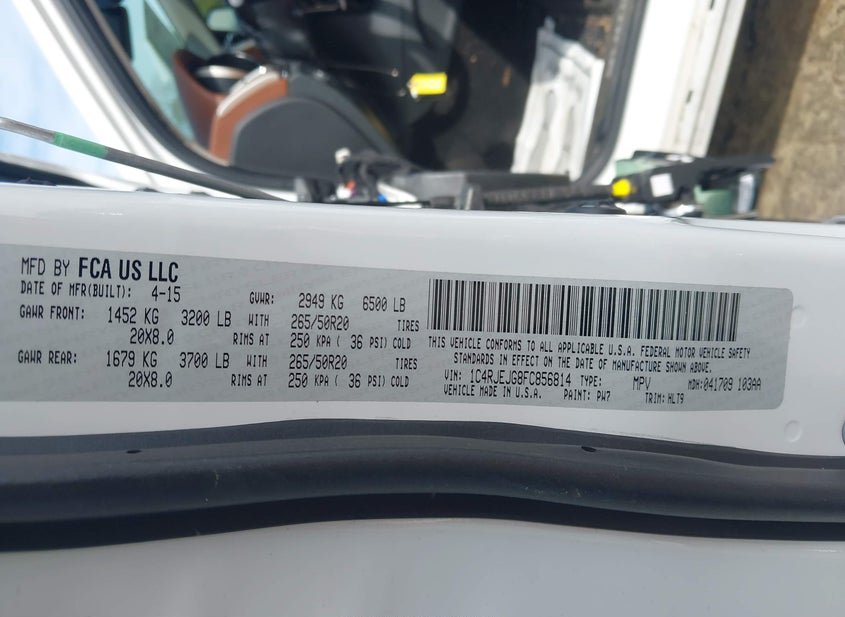 MFD BY FCA US LLC
DATE OF MFR(BUILT): 4-15 GVWR: 2949 KG 6500 LB
GAWR FRONT: 1452 KG 3200 LB WITH 265/50R20 TIRES
20X8.0 RIMS AT 250 KPA ( 36 PSI) COLD
GAWR REAR: 1679 KG 3700 LB WITH 265/50R20 TIRES
20X8.0 RIMS AT 250 KPA ( 36 PSI) COLD
THIS VEHICLE CONFORMS TO ALL APPLICABLE U.S.A. FEDERAL MOTOR VEHICLE SAFETY
STANDARDS IN EFFECT ON THE DATE OF MANUFACTURE SHOWN ABOVE.
VIN: 1C4RJEJG8FC856814 TYPE: MPV MDH:041709 103AA
VEHICLE MADE IN U.S.A. PAINT: PW7 TRIM: HLT9